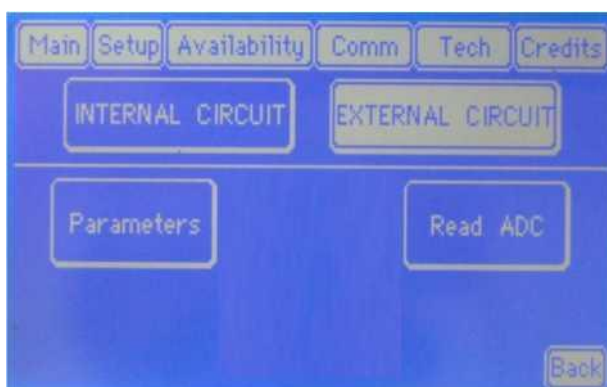 Main Setup Availability Comm Tech Credits
INTERNAL CIRCUIT EXTERNAL CIRCUIT
Parameters Read ADC
Back